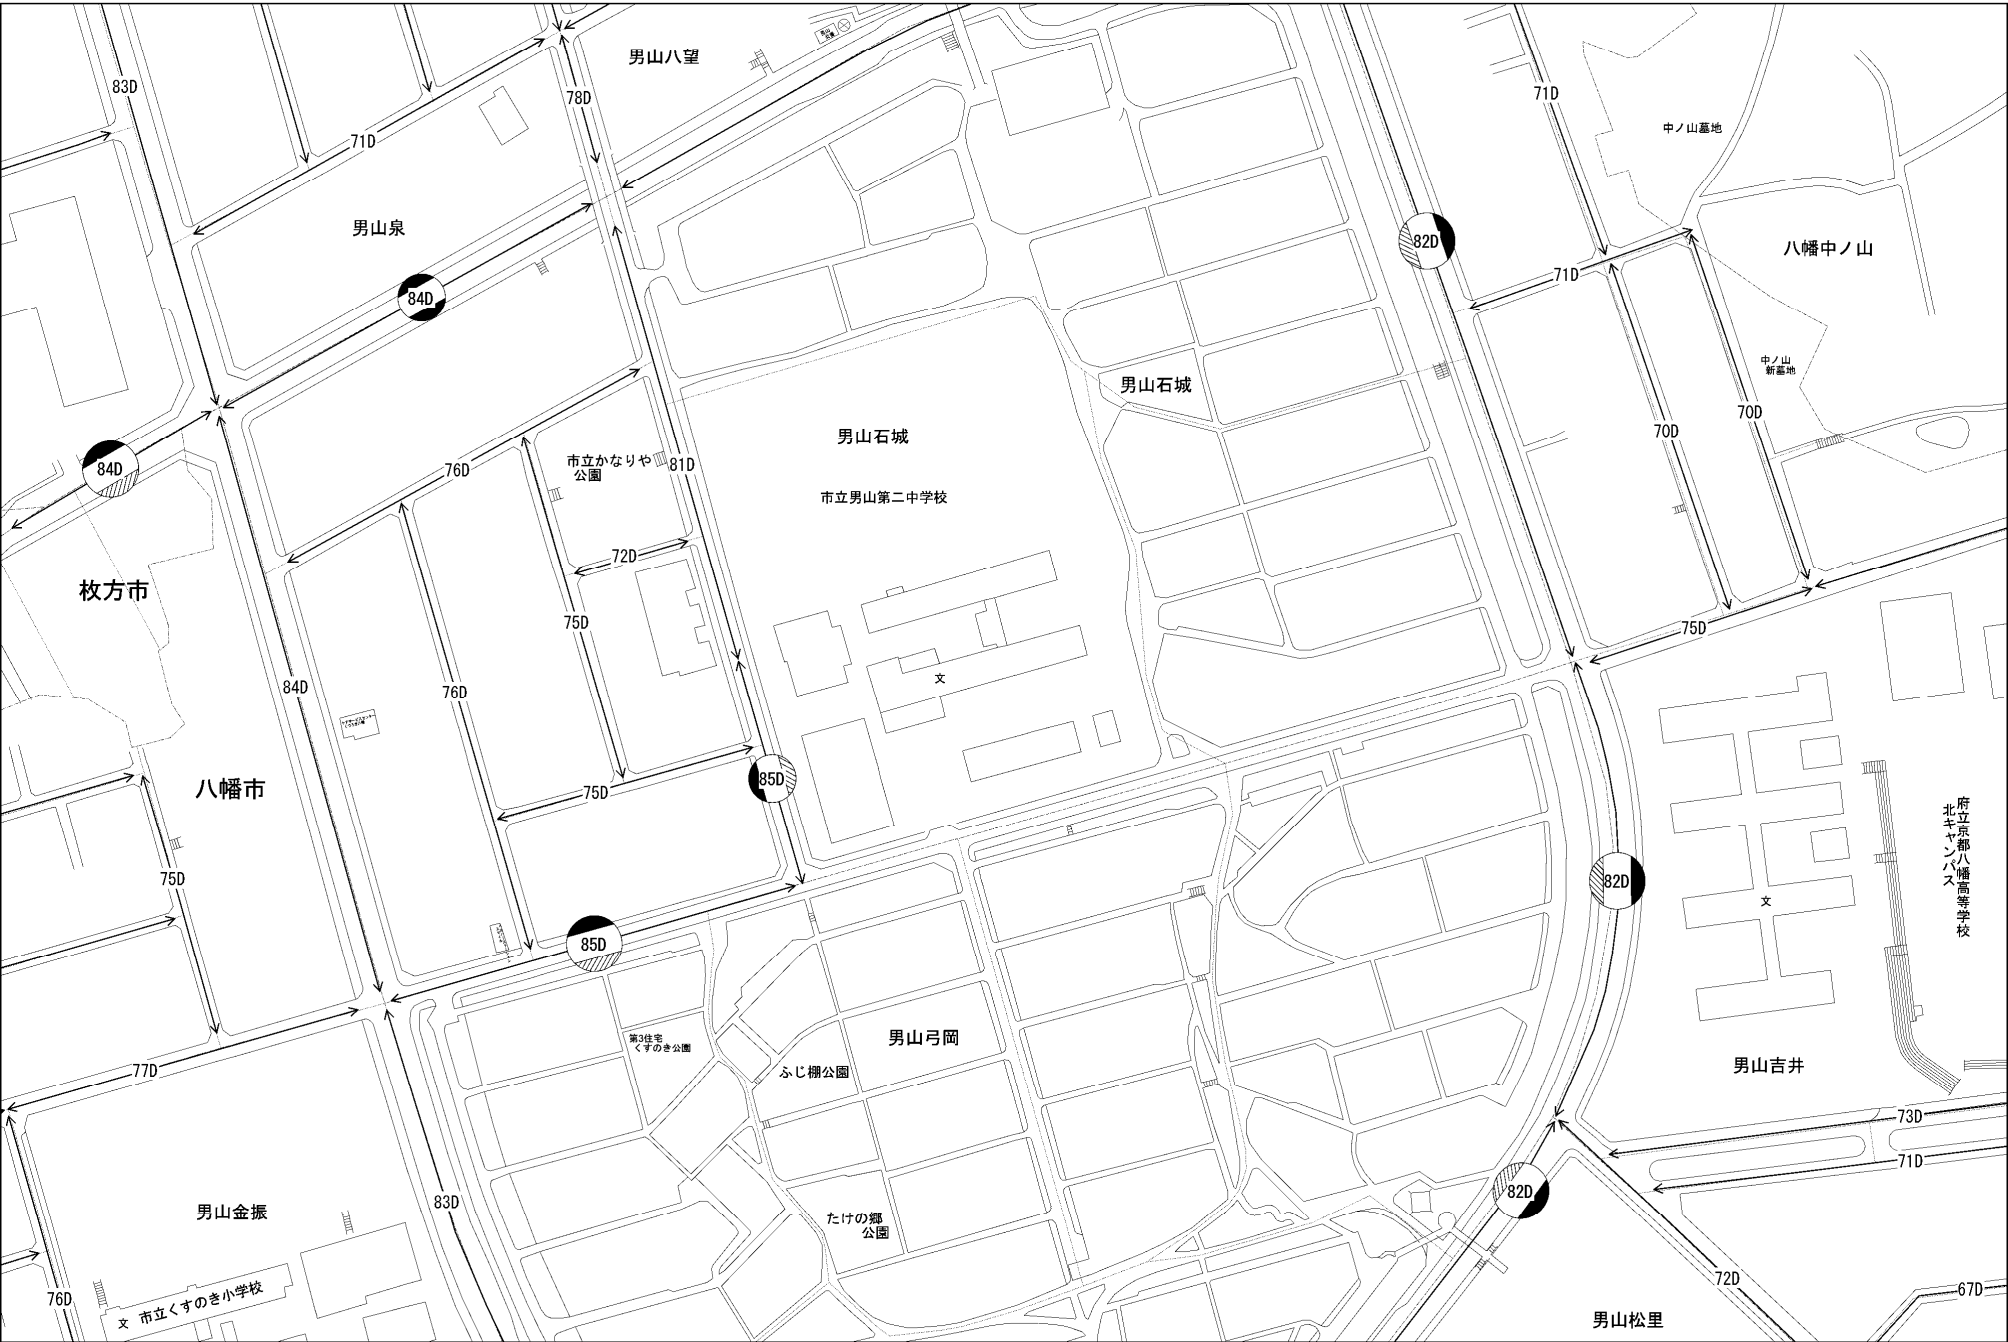 男山八望
83D
78D
71D
71D
中ノ山墓地
男山泉
82D
八幡中ノ山
71D
84D
中ノ山
新墓地
男山石城
70D
70D
男山石城
84D
76D
市立かなりや
公園
81D
市立男山第二中学校
72D
枚方市
75D
75D
84D
76D
文
八幡市
75D
85D
府立京都八幡高等学校
北キャンパス
75D
82D
文
85D
第3住宅
くすのき公園
男山弓岡
ふじ棚公園
77D
男山吉井
73D
71D
82D
83D
男山金振
たけの郷
公園
72D
67D
76D
市立くすのき小学校
文
男山松里